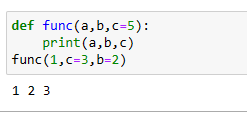 def func(a,b,c=5):
    print(a,b,c)
func(1,c=3,b=2)
1 2 3